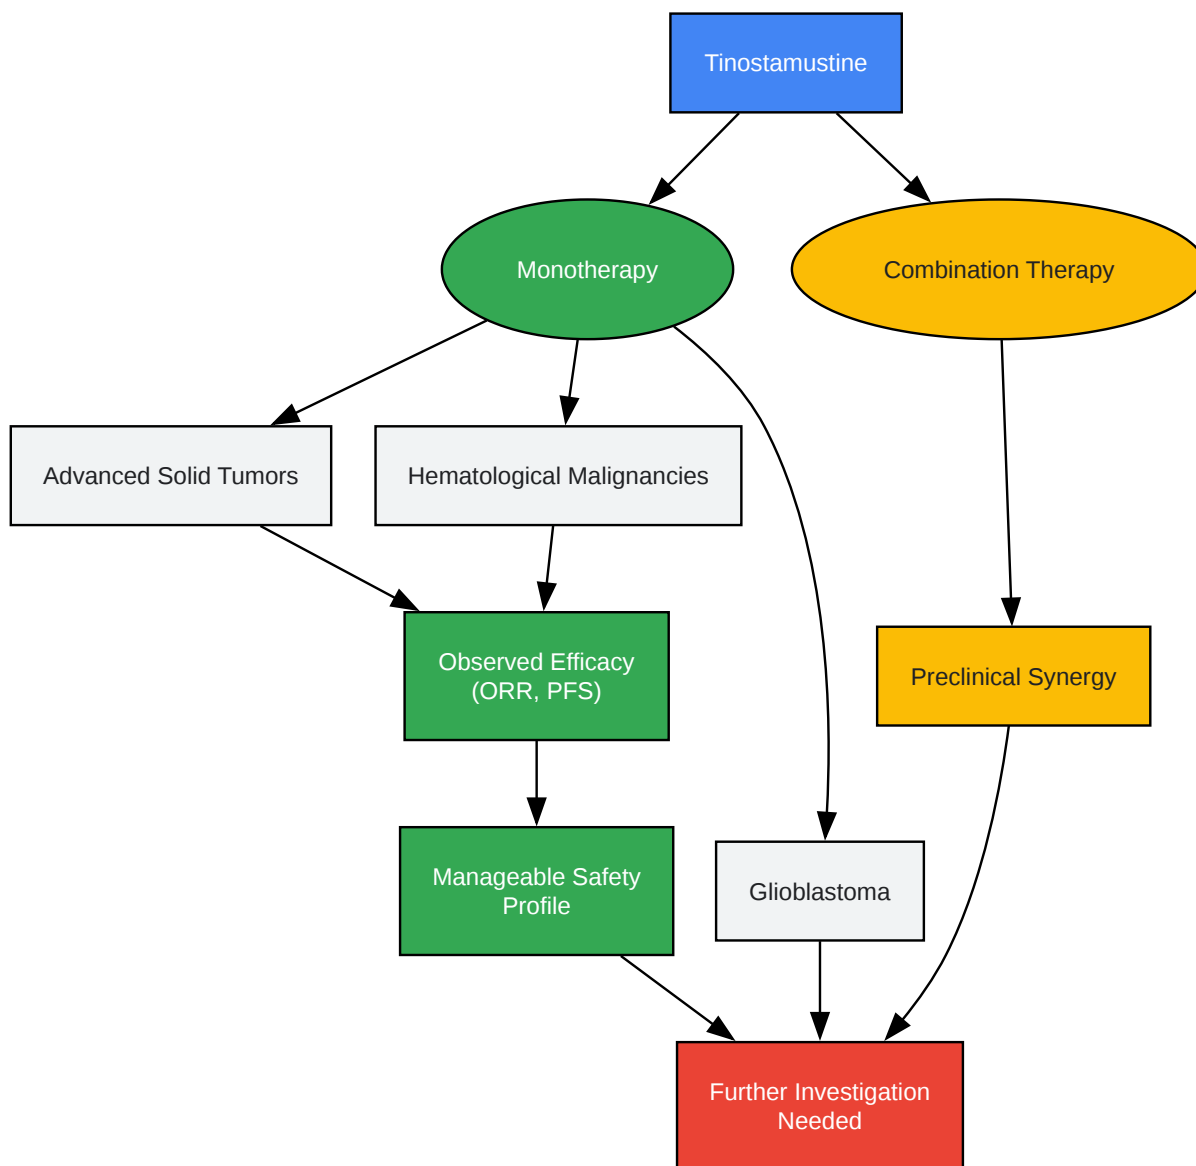 Tinostamustine
Monotherapy
Combination Therapy
Advanced Solid Tumors
Hematological Malignancies
Observed Efficacy
(ORR, PFS)
Preclinical Synergy
Manageable Safety
Profile
Glioblastoma
Further Investigation
Needed